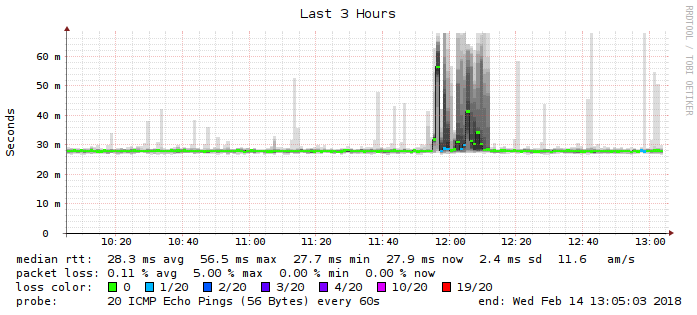 Last 3 Hours
RRDTOOL / TOBI OETIKER
Seconds
60 m
50 m
40 m
30 m
20 m
10 m
0
10:20 10:40 11:00 11:20 11:40 12:00 12:20 12:40 13:00
median rtt: 28.3 ms avg 56.5 ms max 27.7 ms min 27.9 ms now 2.4 ms sd 11.6 am/s
packet loss: 0.11 % avg 5.00 % max 0.00 % min 0.00 % now
loss color: 0 1/20 2/20 3/20 4/20 10/20 19/20
probe: 20 ICMP Echo Pings (56 Bytes) every 60s end: Wed Feb 14 13:05:03 2018